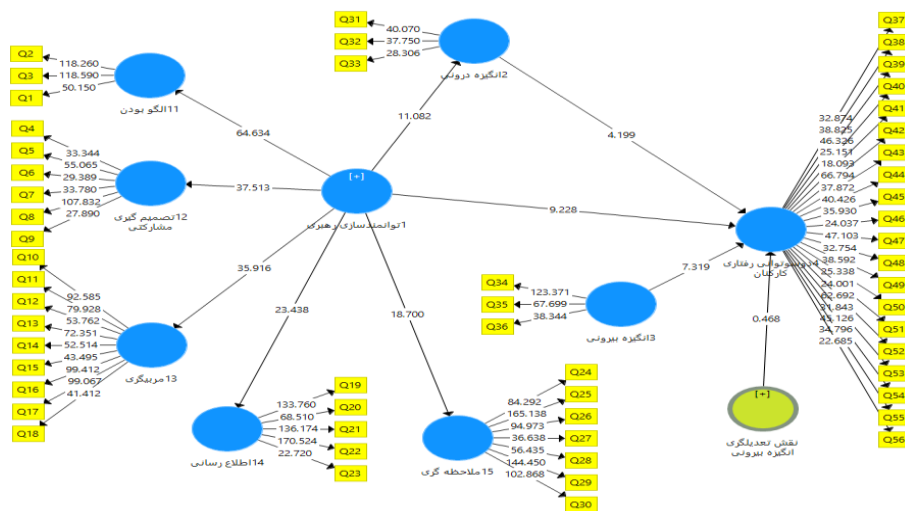 Q31
Q32
Q33
40.070
37.750
28.306
2انگیزه درونی
Q2
Q3
Q1
118.260
118.590
50.150
11الگو بودن
64.634
11.082
4.199
Q4
Q5
Q6
Q7
Q8
Q9
33.344
55.065
29.389
33.780
107.832
27.890
12تصمیم گیری
مشارکتی
37.513
[+]
1توانمندسازی رهبری
9.228
Q37
Q38
Q39
Q40
Q41
Q42
Q43
Q44
Q45
Q46
Q47
Q48
Q49
Q50
Q51
Q52
Q53
Q54
Q55
Q56
32.874
38.825
46.326
25.151
18.093
66.794
37.872
40.426
35.930
24.037
47.103
32.754
38.592
25.338
24.001
62.692
31.843
45.126
34.796
22.685
4دوسوتوانی رفتاری
کارکنان
Q10
Q11
Q12
Q13
Q14
Q15
Q16
Q17
Q18
92.585
79.928
53.762
72.351
52.514
43.495
99.412
99.067
41.412
13مربیگری
35.916
23.438
18.700
Q34
Q35
Q36
123.371
67.699
38.344
3انگیزه بیرونی
7.319
0.468
Q19
Q20
Q21
Q22
Q23
133.760
68.510
136.174
170.524
22.720
14اطلاع رسانی
Q24
Q25
Q26
Q27
Q28
Q29
Q30
84.292
165.138
94.973
36.638
56.435
144.450
102.868
15ملاحظه گری
[+]
نقش تعدیلگری
انگیزه بیرونی